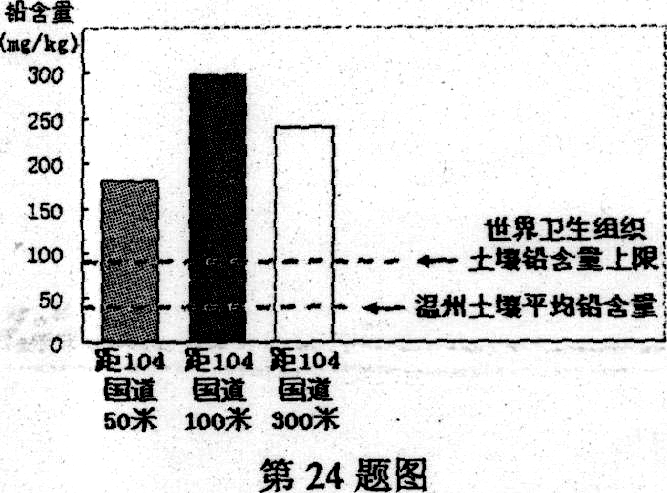 铅含量
(mg/kg)
300
250
200
150
100
50
0
世界卫生组织
土壤铅含量上限
温州土壤平均铅含量
距104
国道
50米
距104
国道
100米
距104
国道
300米
第24题图